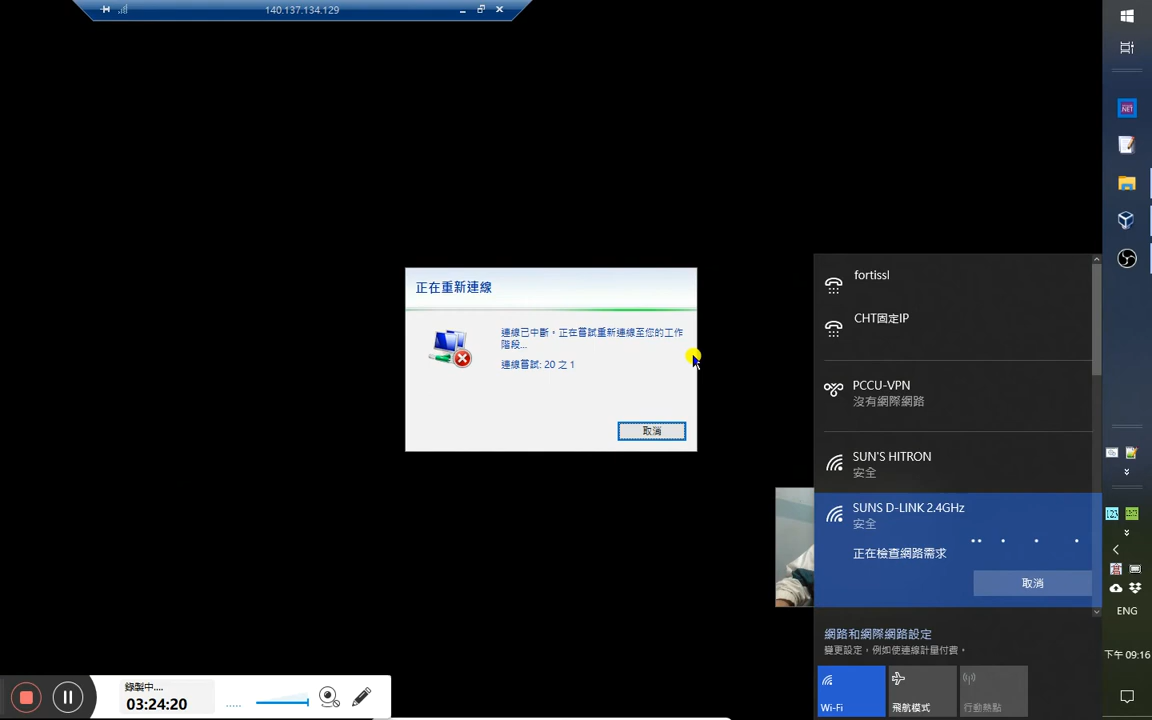 140.137.134.129
正在重新連線
連線已中斷。正在嘗試重新連線至您的工作
階段...
連線嘗試: 20 之 1
取消
fortissl
CHT固定IP
PCCU-VPN
沒有網際網路
SUN'S HITRON
安全
SUNS D-LINK 2.4GHz
安全
正在檢查網路需求
取消
網路和網際網路設定
變更設定，例如使連線計量付費。
Wi-Fi
飛航模式
行動熱點
NET
ENG
下午 09:16
錄製中....
03:24:20